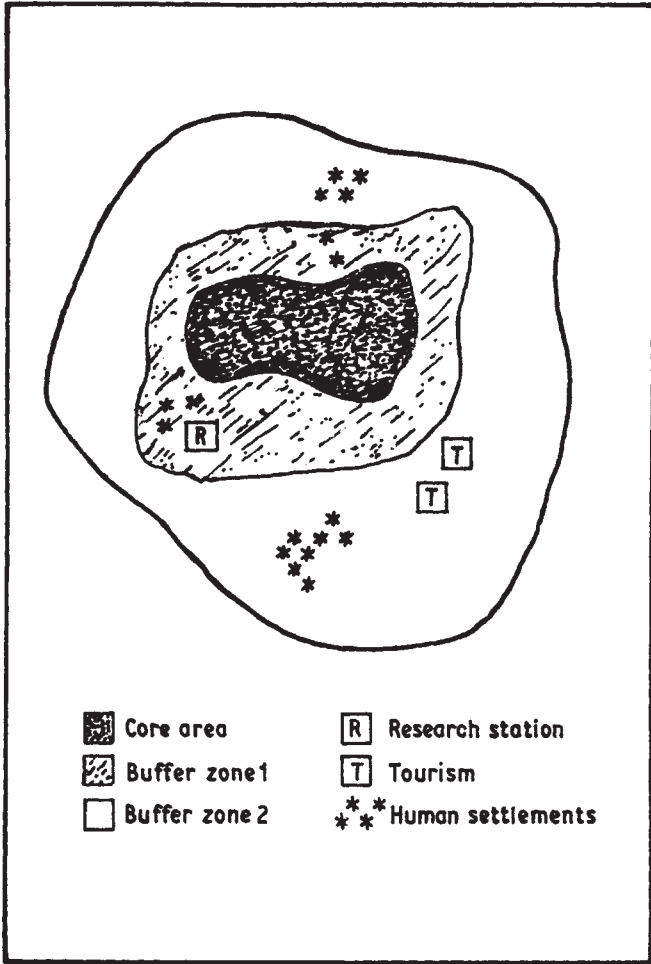 R
T
T
Core area
Buffer zone 1
Buffer zone 2
R Research station
T Tourism
Human settlements